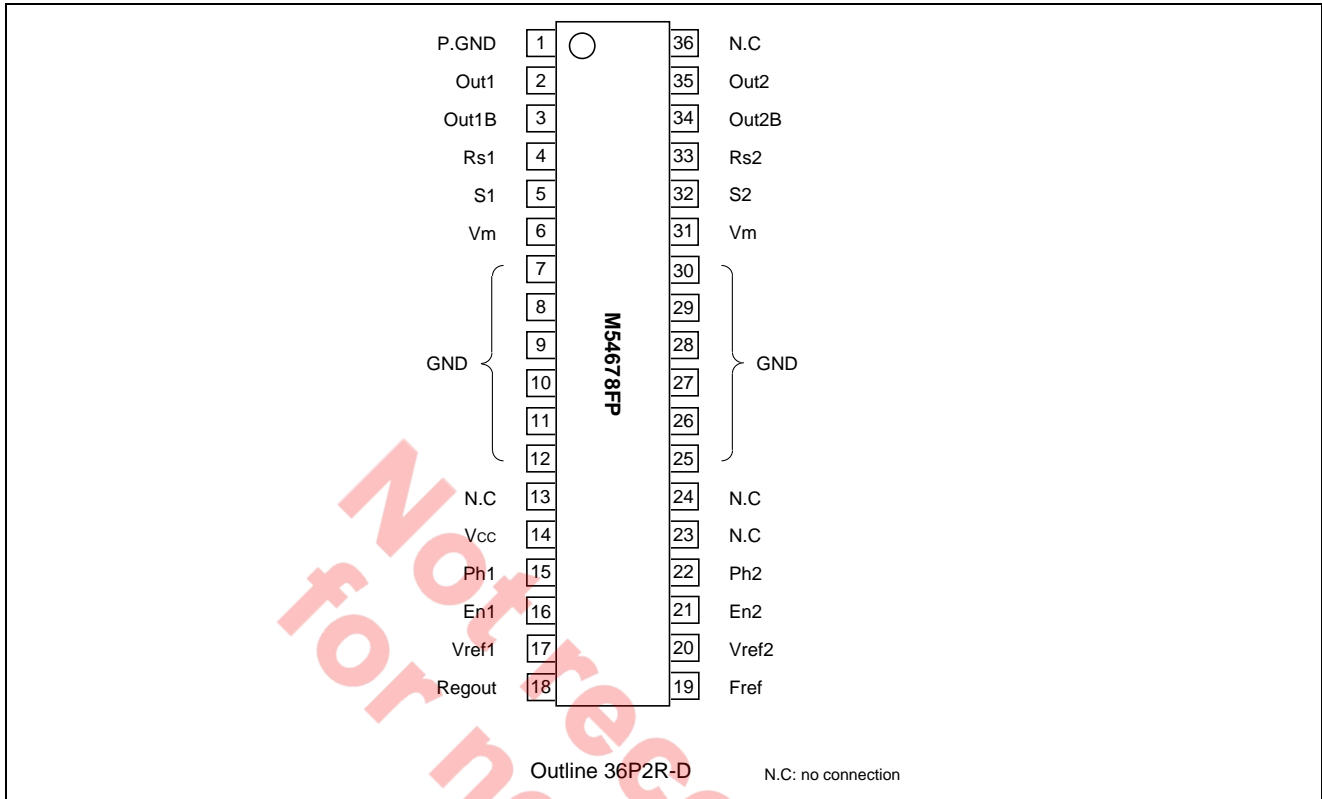 P.GND 1 36 N.C
Out1 2 35 Out2
Out1B 3 34 Out2B
Rs1 4 33 Rs2
S1 5 32 S2
Vm 6 31 Vm
7 30
8 29
9 28
GND GND
10 27
11 26
12 25
M54678FP
N.C 13 24 N.C
Vcc 14 23 N.C
Ph1 15 22 Ph2
En1 16 21 En2
Vref1 17 20 Vref2
Regout 18 19 Fref
Outline 36P2R-D N.C: no connection
Not rec
for n